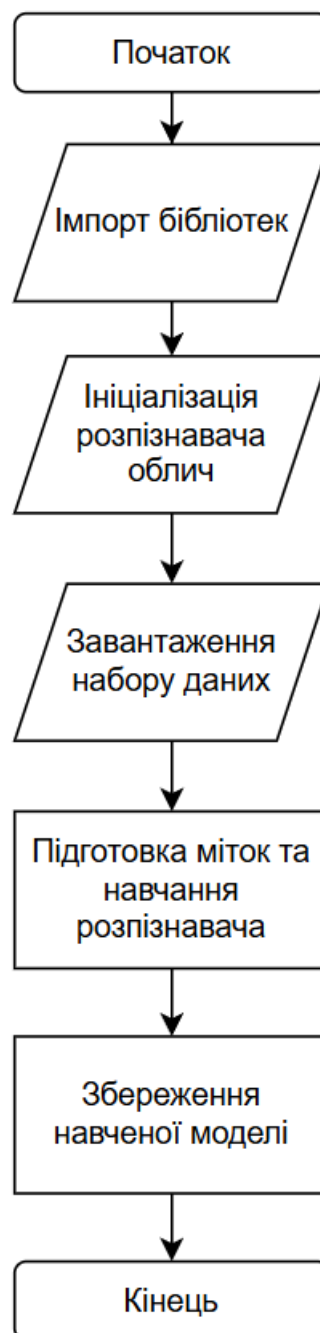 Початок
Імпорт бібліотек
Ініціалізація
розпізнавача
облич
Завантаження
набору даних
Підготовка міток та
навчання
розпізнавача
Збереження
навченої моделі
Кінець